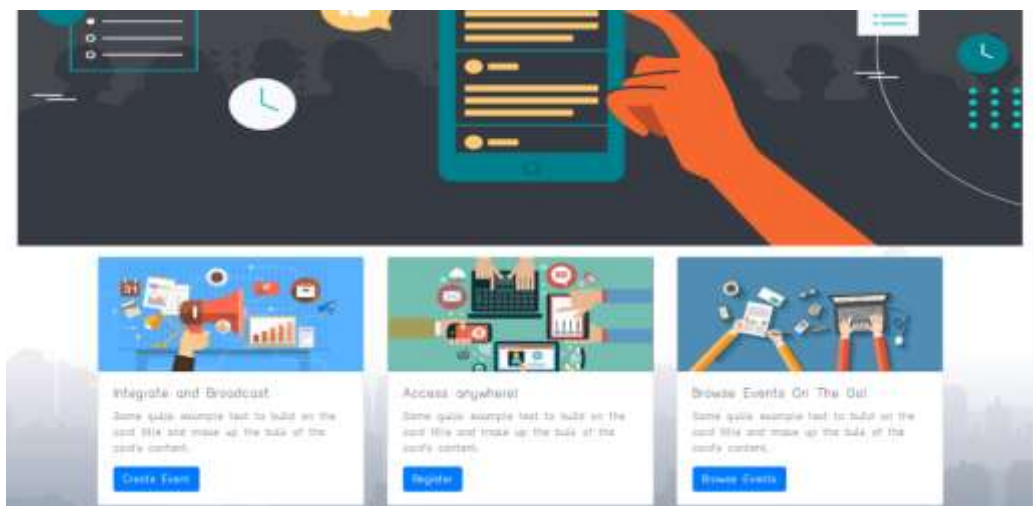 Integrate and Broadcast
Some quick example text to build on the
card title and make up the bulk of the
card's content.
Create Event
Access anywhere!
Some quick example text to build on the
card title and make up the bulk of the
card's content.
Register
Browse Events On The Go!
Some quick example text to build on the
card title and make up the bulk of the
card's content.
Browse Events